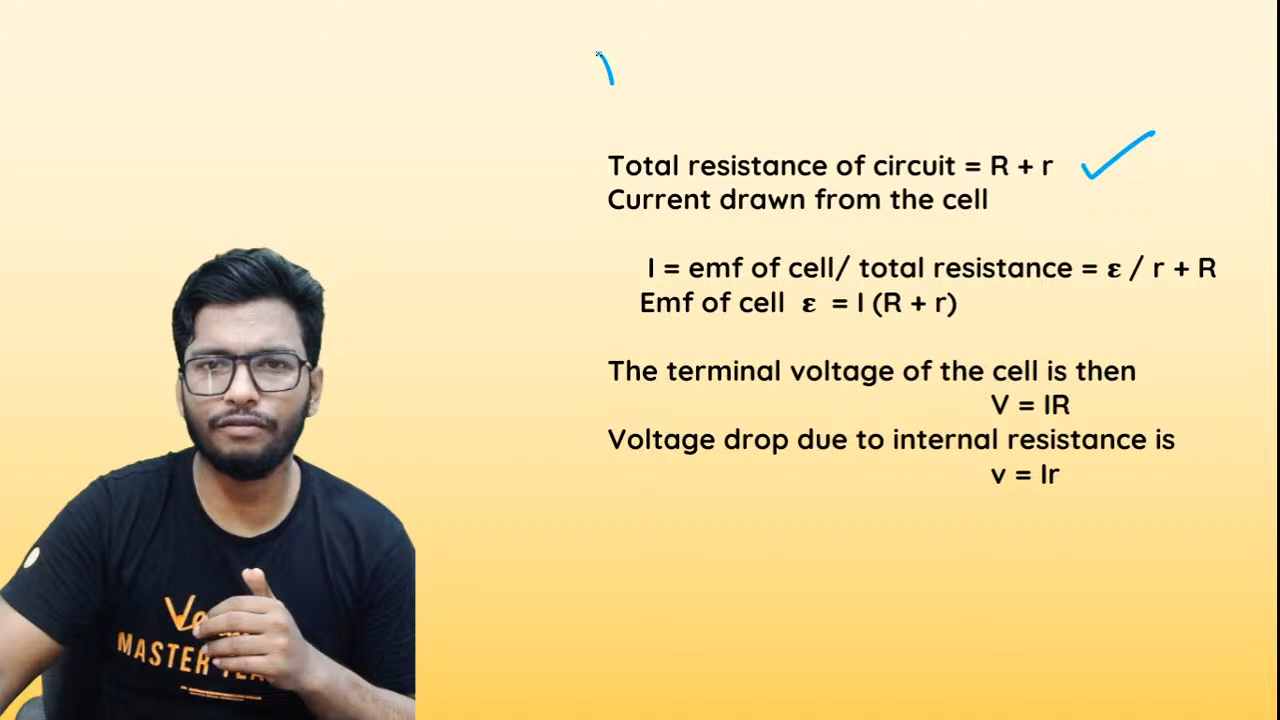 Total resistance of circuit = R + r
Current drawn from the cell
I = emf of cell/ total resistance = ε / r + R
Emf of cell ε = I (R + r)
The terminal voltage of the cell is then
V = IR
Voltage drop due to internal resistance is
v = Ir
MASTER